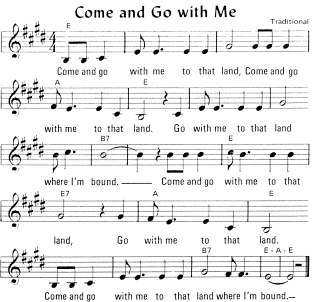 Come and Go with Me
Traditional
E
Come and go with me to that land, Come and go
A E
with me to that land. Go with me to that land
B7 A E
where I'm bound. Come and go with me to that
E7 A E
land, Go with me to that
B7 E - A - E
Come and go with me to that land where I'm bound.